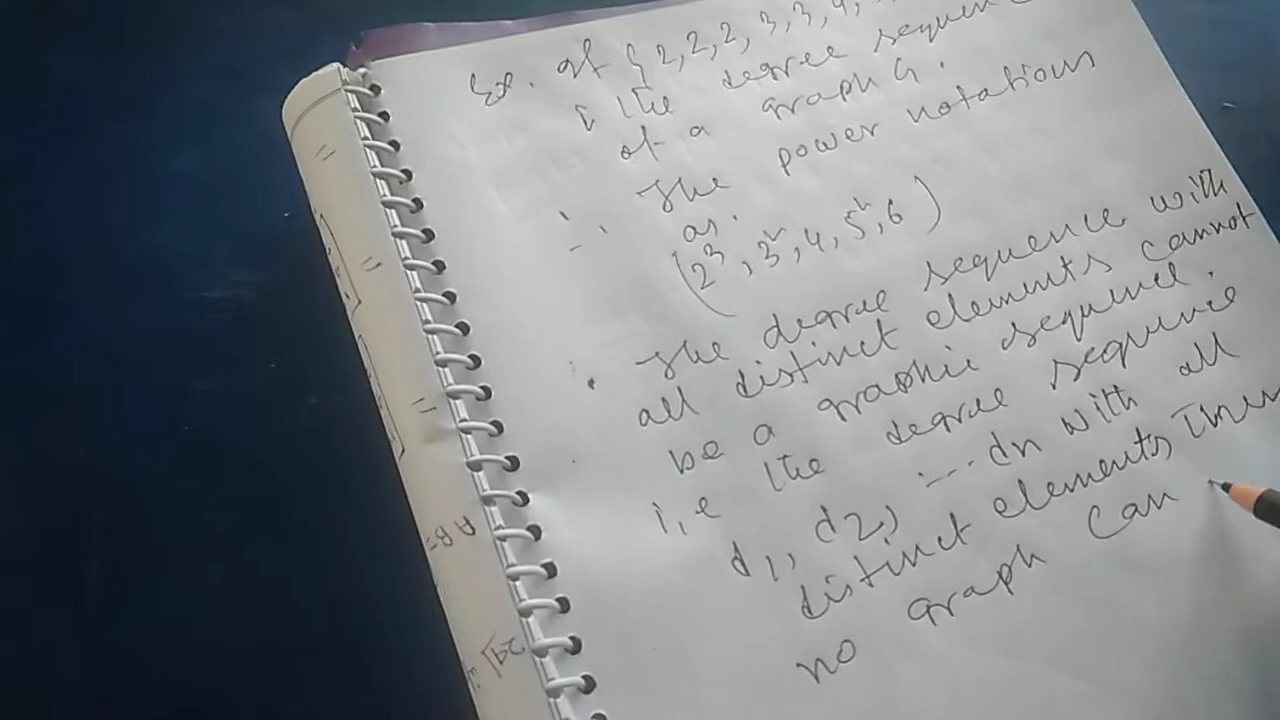 Ex. If {2,2,2,3,3,4,
i the degree sequen
of a graph G.
∴ The power notations
as.
(2³, 3², 4, 5², 6)
. The degree sequence with
all distinct elements cannot
be a graphic sequence.
i,e the degree sequence
d1, d2, --- dn with all
distinct elements, Then
no graph can